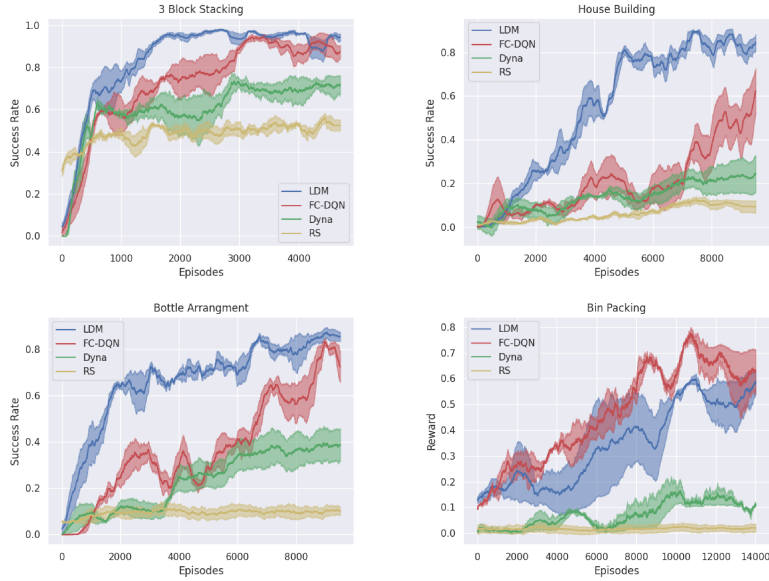 3 Block Stacking
1.0
0.8
0.6
0.4
0.2
0.0
Success Rate
LDM
FC-DQN
Dyna
RS
0 1000 2000 3000 4000
Episodes
House Building
0.8
0.6
0.4
0.2
0.0
Success Rate
LDM
FC-DQN
Dyna
RS
0 2000 4000 6000 8000
Episodes
Bottle Arrangment
0.8
0.6
0.4
0.2
0.0
Success Rate
LDM
FC-DQN
Dyna
RS
0 2000 4000 6000 8000
Episodes
Bin Packing
0.8
0.7
0.6
0.5
0.4
0.3
0.2
0.1
0.0
Reward
LDM
FC-DQN
Dyna
RS
0 2000 4000 6000 8000 10000 12000 14000
Episodes